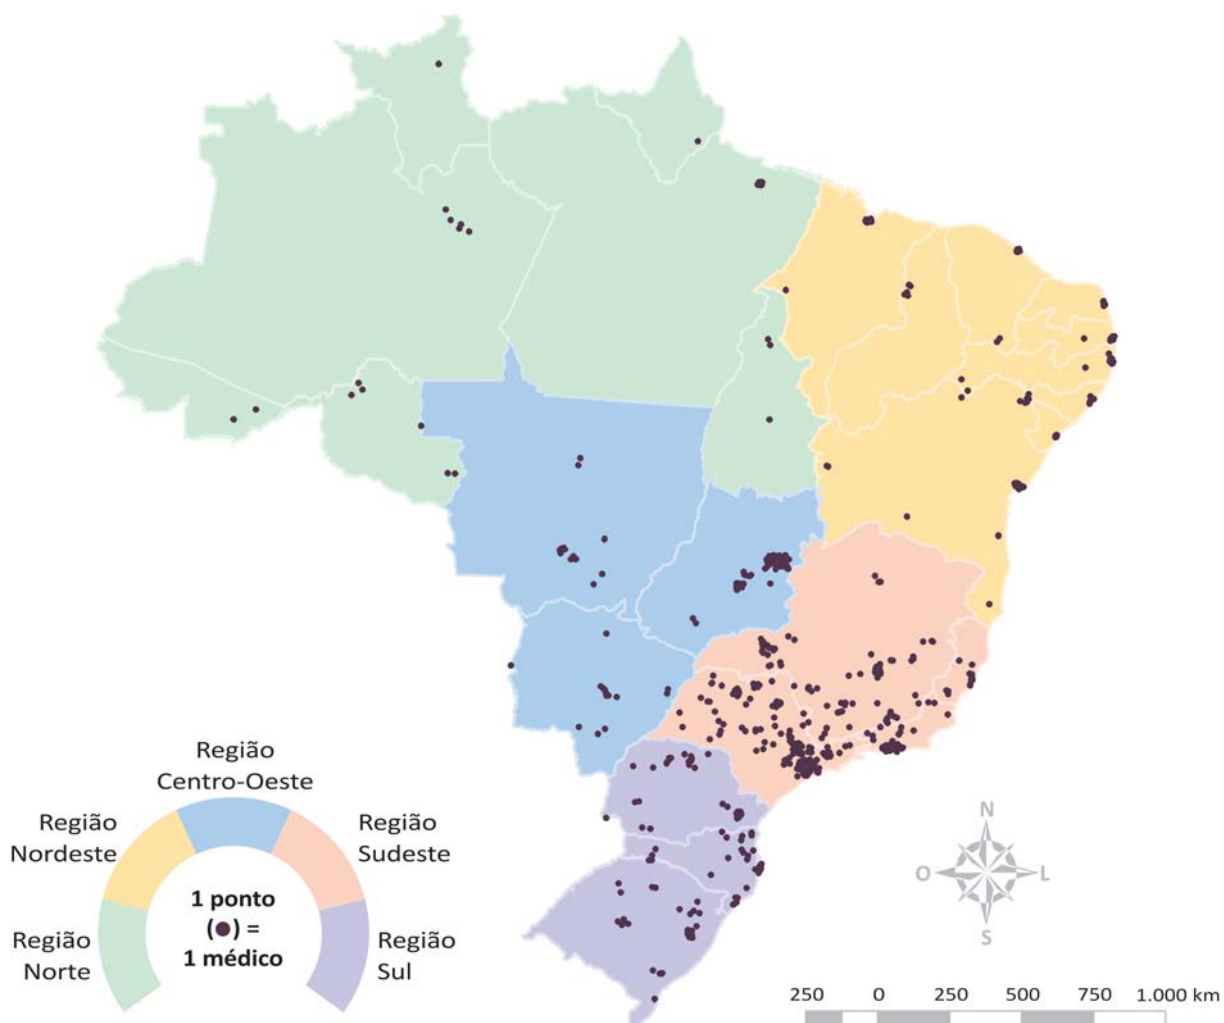 Região
Centro-Oeste
Região
Nordeste
Região
Sudeste
1 ponto
(●) =
1 médico
Região
Norte
Região
Sul
N
O
L
S
250 0 250 500 750 1.000 km